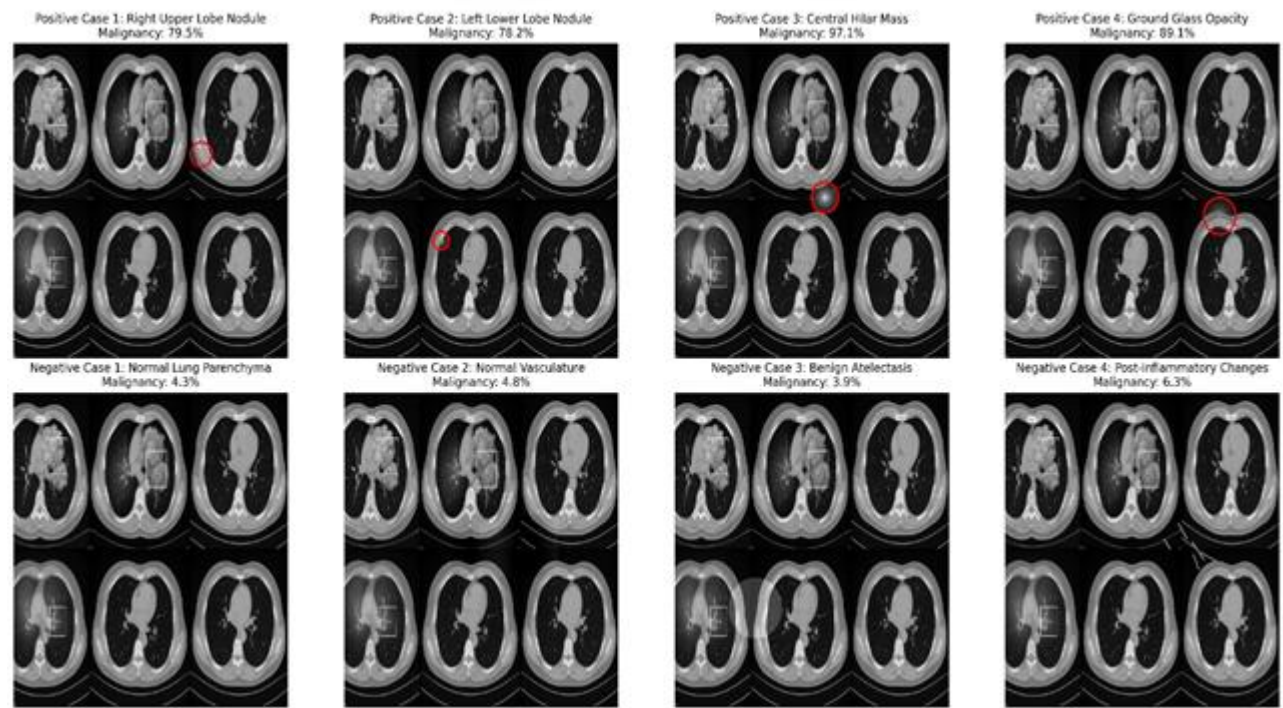 Positive Case 1: Right Upper Lobe Nodule
Malignancy: 79.5%
Positive Case 2: Left Lower Lobe Nodule
Malignancy: 78.2%
Positive Case 3: Central Hilar Mass
Malignancy: 97.1%
Positive Case 4: Ground Glass Opacity
Malignancy: 89.1%
Negative Case 1: Normal Lung Parenchyma
Malignancy: 4.3%
Negative Case 2: Normal Vasculature
Malignancy: 4.8%
Negative Case 3: Benign Atelectasis
Malignancy: 3.9%
Negative Case 4: Post-inflammatory Changes
Malignancy: 6.3%